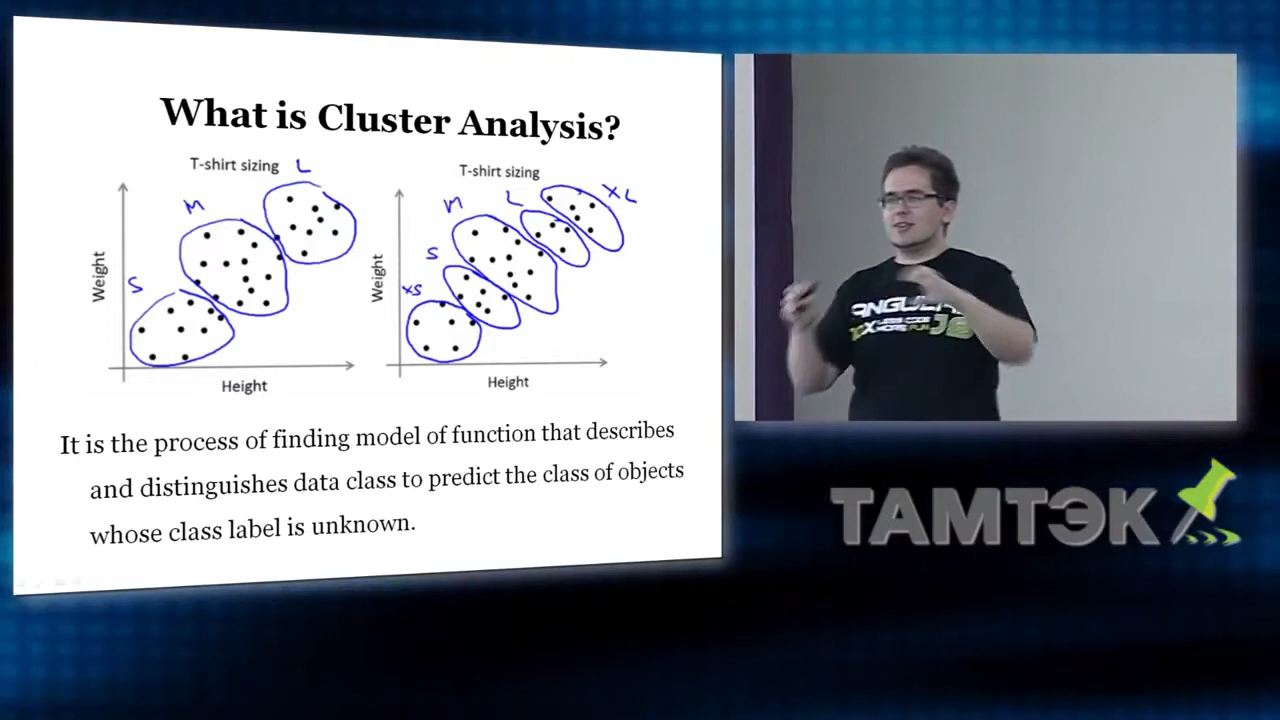 What is Cluster Analysis?
T-shirt sizing
L
M
S
Weight
Height
T-shirt sizing
XL
L
M
S
XS
Weight
Height
It is the process of finding model of function that describes
and distinguishes data class to predict the class of objects
whose class label is unknown.
ANGULAR
JS
ТАМТЭК